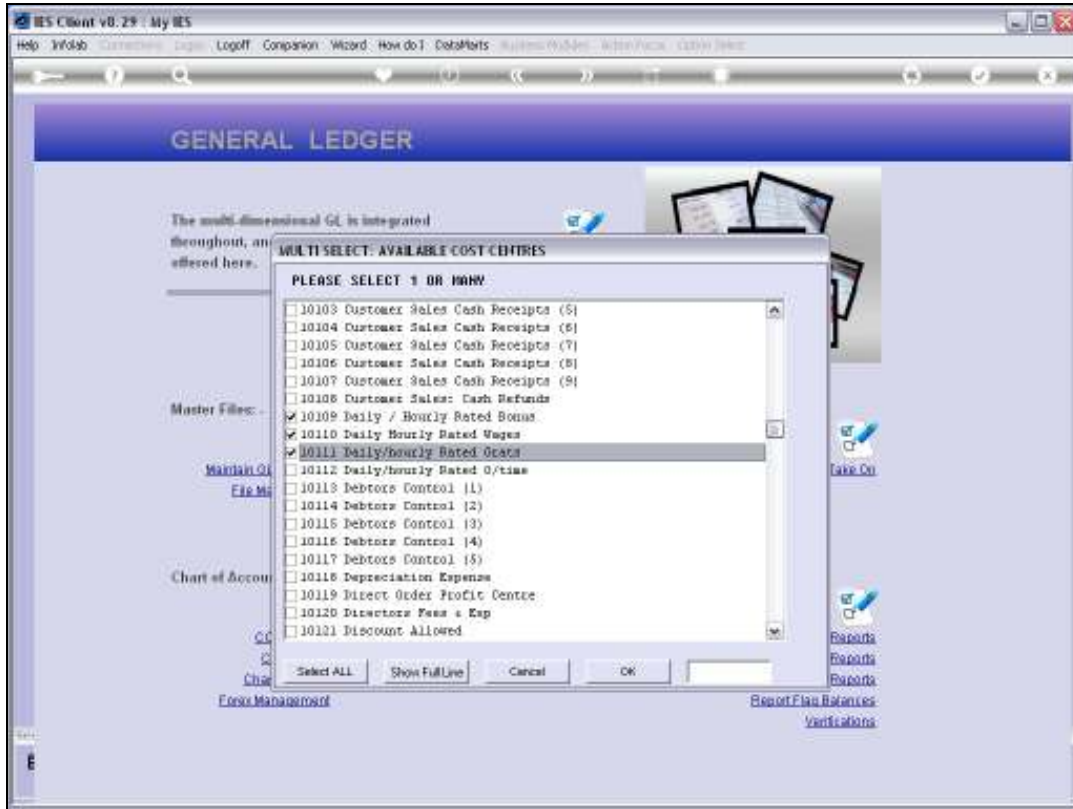 IES Client v8.29 : My IES
Help Infolab Logoff Companion Wizard How do I DataMarts
GENERAL LEDGER
The multi-dimensional GL is integrated
throughout, an
offered here.
MULTI SELECT: AVAILABLE COST CENTRES
PLEASE SELECT 1 OR MANY
10103 Customer Sales Cash Receipts (5)
10104 Customer Sales Cash Receipts (6)
10105 Customer Sales Cash Receipts (7)
10106 Customer Sales Cash Receipts (8)
10107 Customer Sales Cash Receipts (9)
10108 Customer Sales: Cash Refunds
10109 Daily / Hourly Rated Bonus
10110 Daily Hourly Rated Wages
10111 Daily/hourly Rated Grats
10112 Daily/hourly Rated O/time
10113 Debtors Control (1)
10114 Debtors Control (2)
10115 Debtors Control (3)
10116 Debtors Control (4)
10117 Debtors Control (5)
10118 Depreciation Expense
10119 Direct Order Profit Centre
10120 Directors Fees & Exp
10121 Discount Allowed
Select ALL Show Full Line Cancel OK
Master Files:
Maintain GL
File Ma
Take On
Chart of Accou
Cha
Forex Management
Reports
Reports
Reports
Report Flag Balances
Verifications